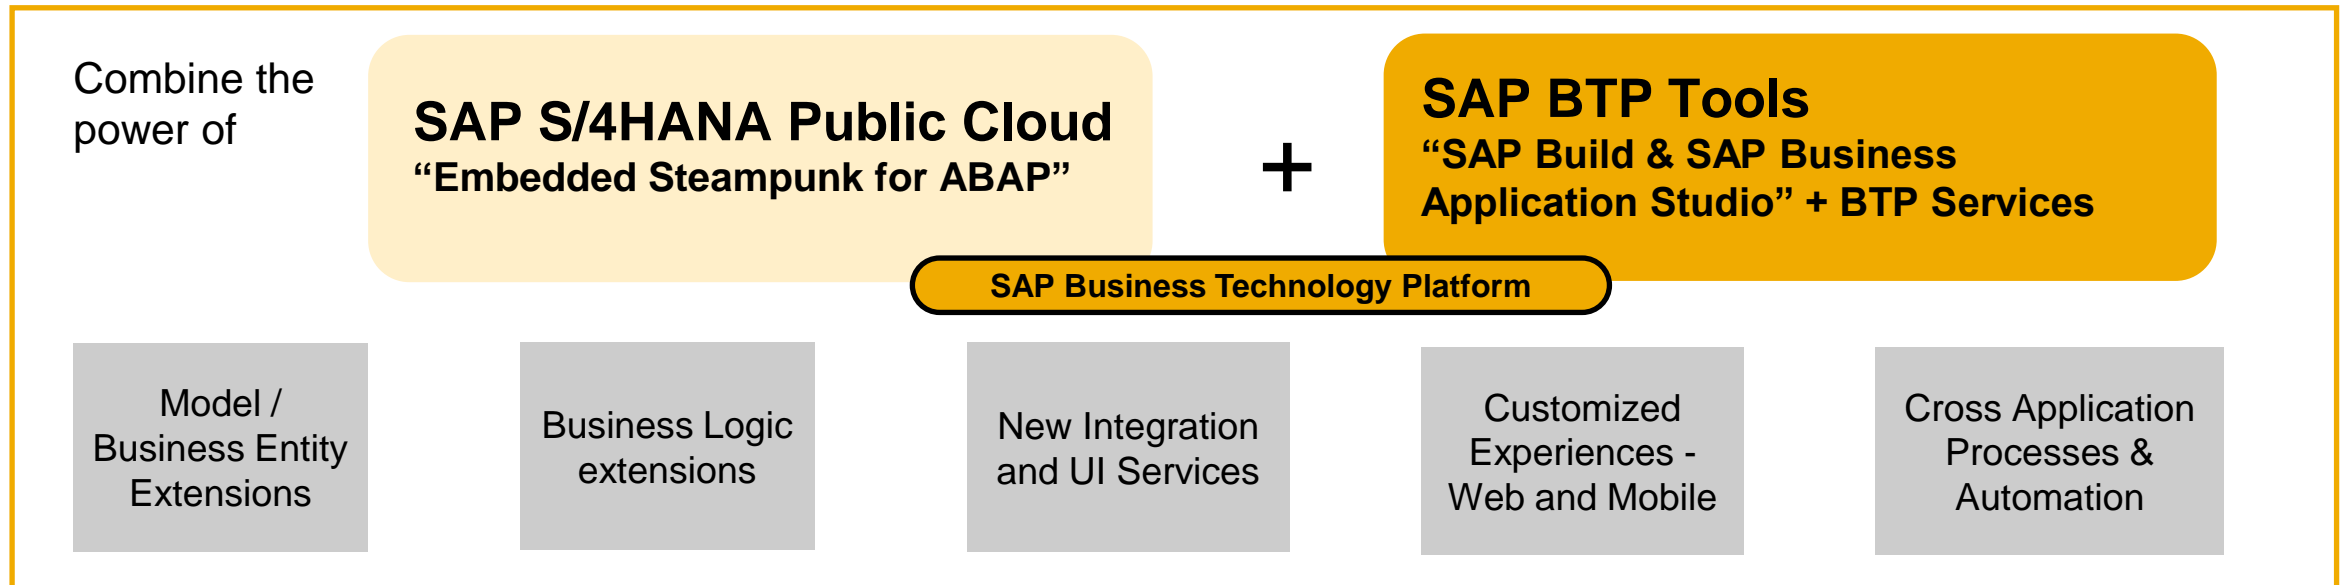 Combine the
power of
SAP S/4HANA Public Cloud
“Embedded Steampunk for ABAP”
+
SAP BTP Tools
“SAP Build & SAP Business
Application Studio” + BTP Services
SAP Business Technology Platform
Model /
Business Entity
Extensions
Business Logic
extensions
New Integration
and UI Services
Customized
Experiences -
Web and Mobile
Cross Application
Processes &
Automation